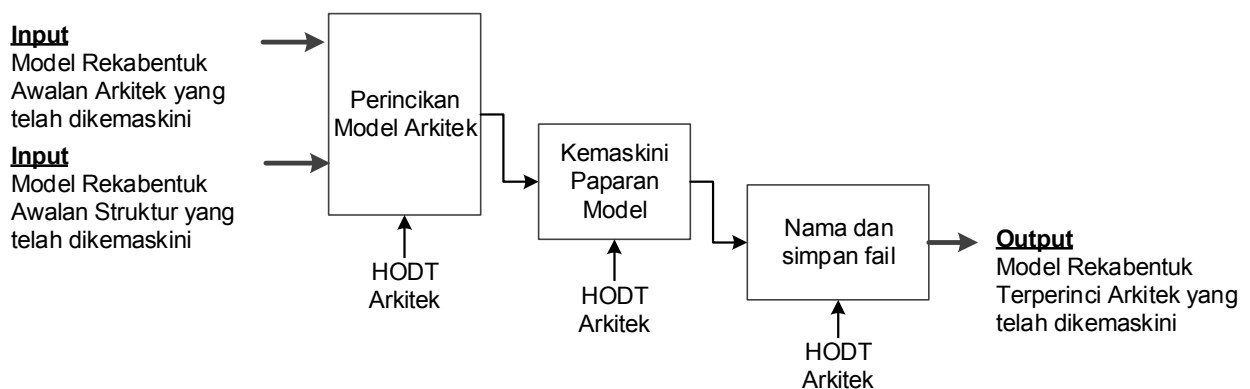 Input
Model Rekabentuk
Awalan Arkitek yang
telah dikemaskini
Input
Model Rekabentuk
Awalan Struktur yang
telah dikemaskini
Perincikan
Model Arkitek
HODT
Arkitek
Kemaskini
Paparan
Model
HODT
Arkitek
Nama dan
simpan fail
HODT
Arkitek
Output
Model Rekabentuk
Terperinci Arkitek yang
telah dikemaskini